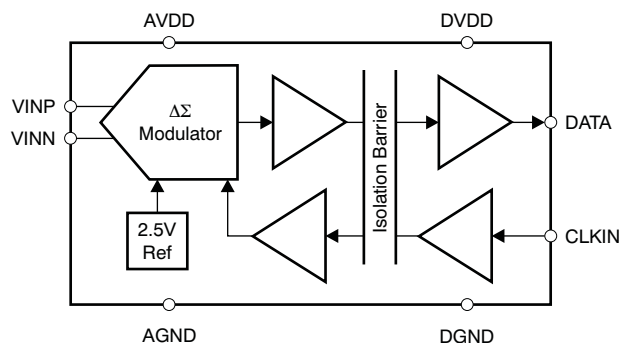 AVDD
DVDD
VINP
VINN
ΔΣ
Modulator
Isolation Barrier
DATA
2.5V
Ref
CLKIN
AGND
DGND